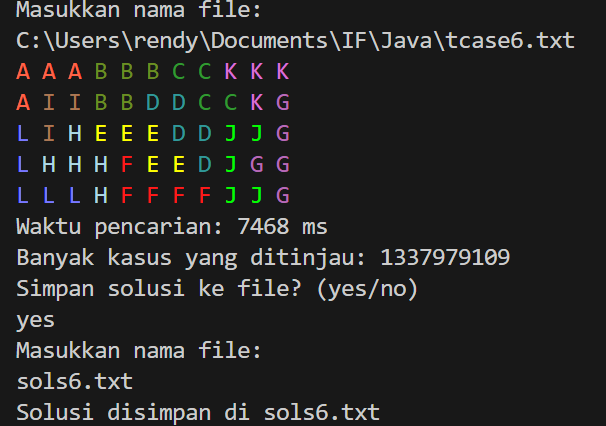 Masukkan nama file:
C:\Users\rendy\Documents\IF\Java\tcase6.txt
A A A B B B C C K K K
A I I B B D D C C K G
L I H E E E D D J J G
L H H H F E E D J G G
L L L H F F F F J J G
Waktu pencarian: 7468 ms
Banyak kasus yang ditinjau: 1337979109
Simpan solusi ke file? (yes/no)
yes
Masukkan nama file:
sols6.txt
Solusi disimpan di sols6.txt